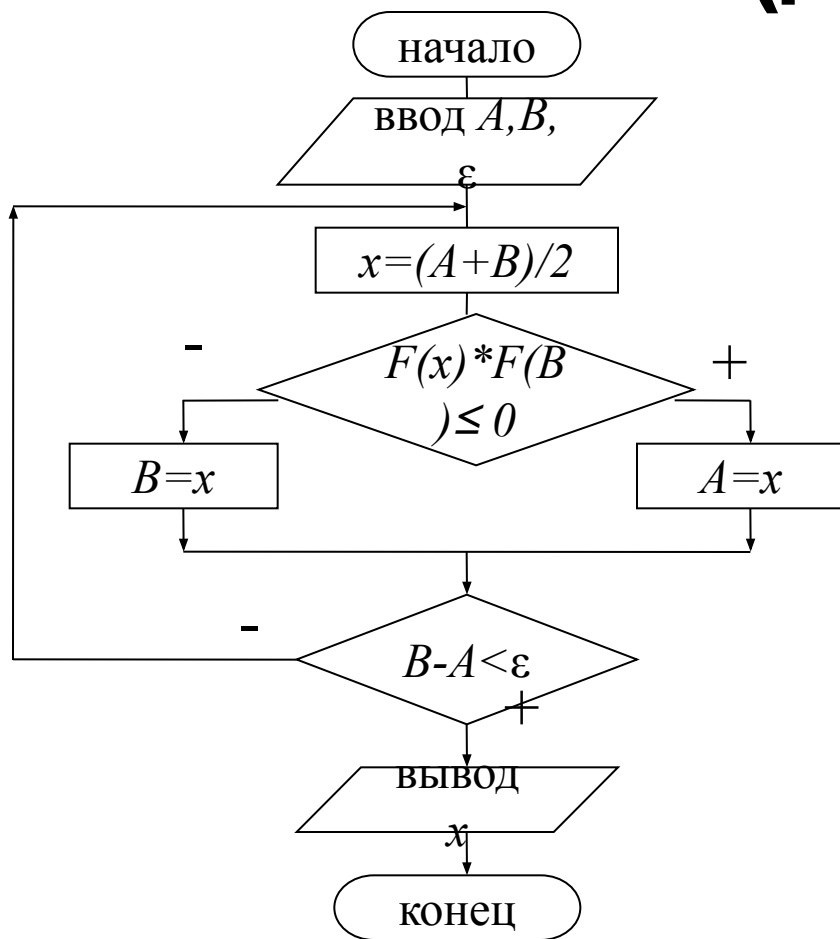 начало
ввод A,B,
ε
x=(A+B)/2
-
F(x)*F(B
)≤ 0
+
B=x
A=x
-
B-A<ε
+
вывод
x
конец